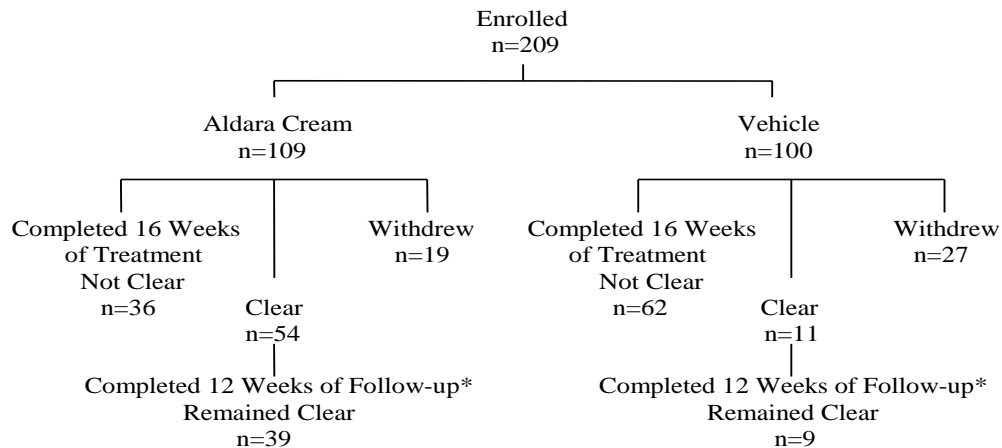 Enrolled
n=209
Aldara Cream
n=109
Vehicle
n=100
Completed 16 Weeks
of Treatment
Not Clear
n=36
Clear
n=54
Withdrew
n=19
Completed 12 Weeks of Follow-up*
Remained Clear
n=39
Completed 16 Weeks
of Treatment
Not Clear
n=62
Clear
n=11
Withdrew
n=27
Completed 12 Weeks of Follow-up*
Remained Clear
n=9